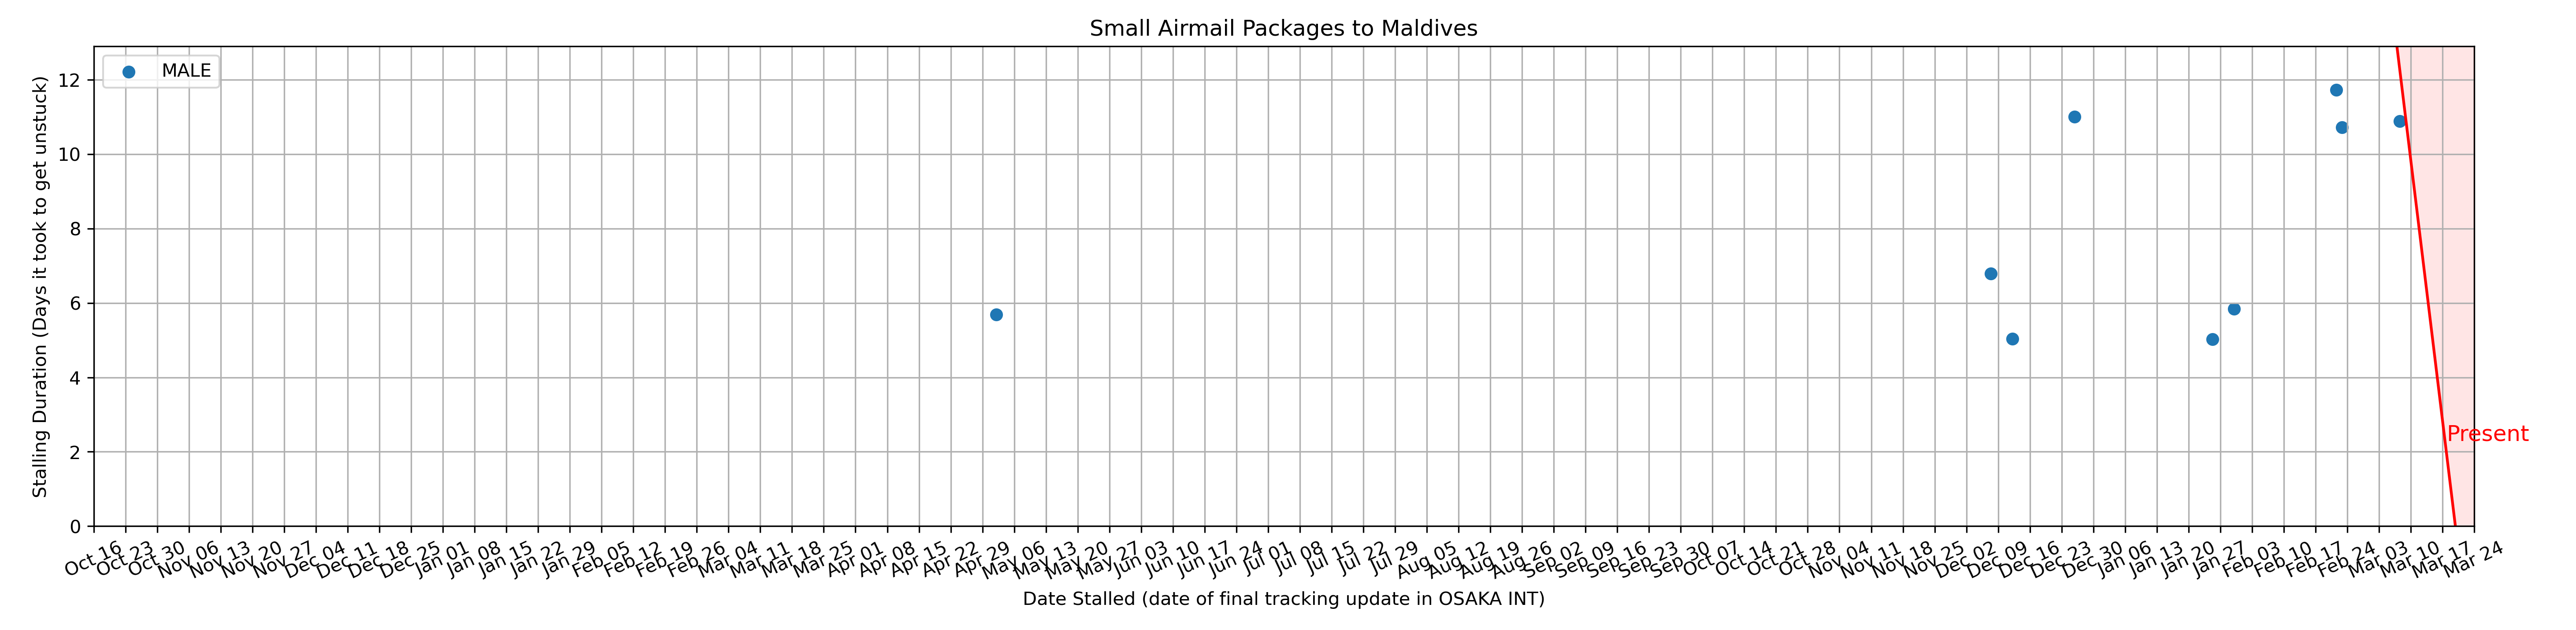 Small Airmail Packages to Maldives
MALE
Stalling Duration (Days it took to get unstuck)
12
10
8
6
4
2
0
Present
Oct 16
Oct 23
Oct 30
Nov 06
Nov 13
Nov 20
Nov 27
Dec 04
Dec 11
Dec 18
Dec 25
Jan 01
Jan 08
Jan 15
Jan 22
Jan 29
Feb 05
Feb 12
Feb 19
Feb 26
Mar 04
Mar 11
Mar 18
Mar 25
Apr 01
Apr 08
Apr 15
Apr 22
Apr 29
May 06
May 13
May 20
May 27
Jun 03
Jun 10
Jun 17
Jun 24
Jul 01
Jul 08
Jul 15
Jul 22
Jul 29
Aug 05
Aug 12
Aug 19
Aug 26
Sep 02
Sep 09
Sep 16
Sep 23
Sep 30
Oct 07
Oct 14
Oct 21
Oct 28
Nov 04
Nov 11
Nov 18
Nov 25
Dec 02
Dec 09
Dec 16
Dec 23
Dec 30
Jan 06
Jan 13
Jan 20
Jan 27
Feb 03
Feb 10
Feb 17
Feb 24
Mar 03
Mar 10
Mar 17
Mar 24
Date Stalled (date of final tracking update in OSAKA INT)